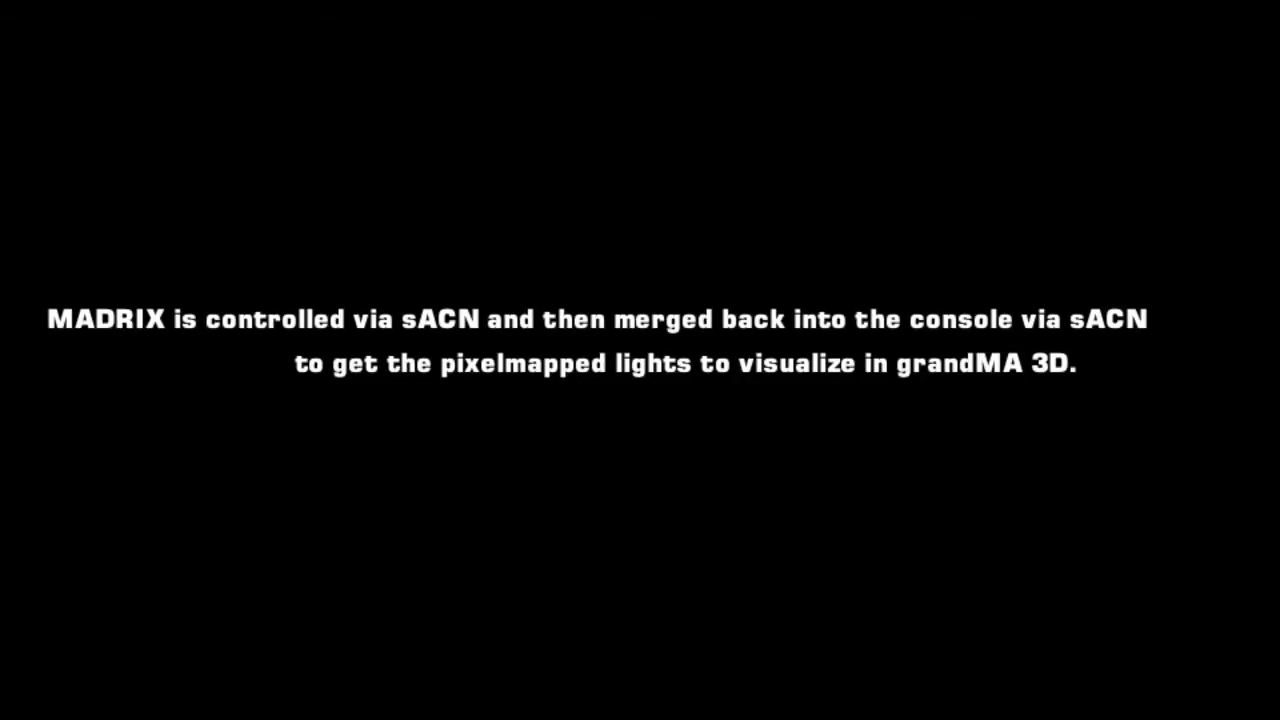 MADRIX is controlled via sACN and then merged back into the console via sACN
to get the pixelmapped lights to visualize in grandMA 3D.